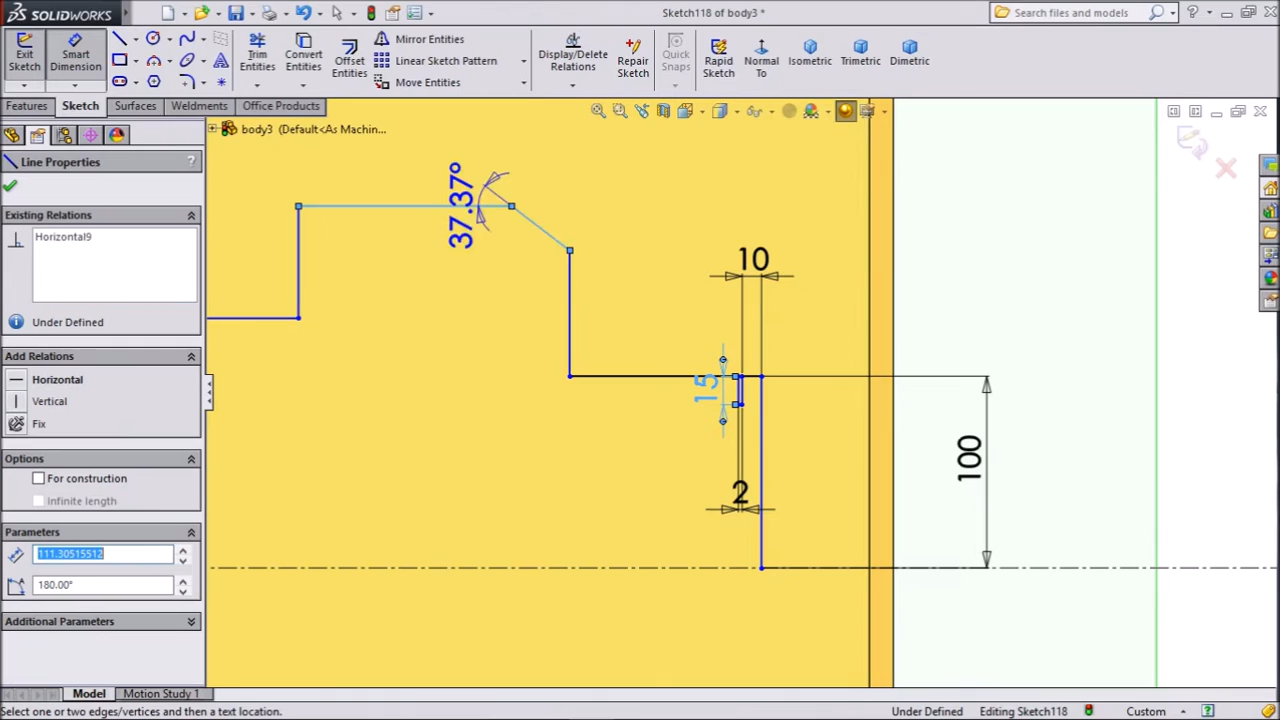 SOLIDWORKS
Sketch118 of body3 *
Search files and models
Exit Sketch
Smart Dimension
Trim Entities
Convert Entities
Offset Entities
Mirror Entities
Linear Sketch Pattern
Move Entities
Display/Delete Relations
Repair Sketch
Quick Snaps
Rapid Sketch
Normal To
Isometric
Trimetric
Dimetric
Features
Sketch
Surfaces
Weldments
Office Products
body3 (Default<As Machin...
Line Properties
?
Existing Relations
Horizontal9
Under Defined
Add Relations
Horizontal
Vertical
Fix
Options
For construction
Infinite length
Parameters
111.30515512
180.00°
Additional Parameters
37.37°
10
15
2
100
Model
Motion Study 1
Select one or two edges/vertices and then a text location.
Under Defined
Editing Sketch118
Custom